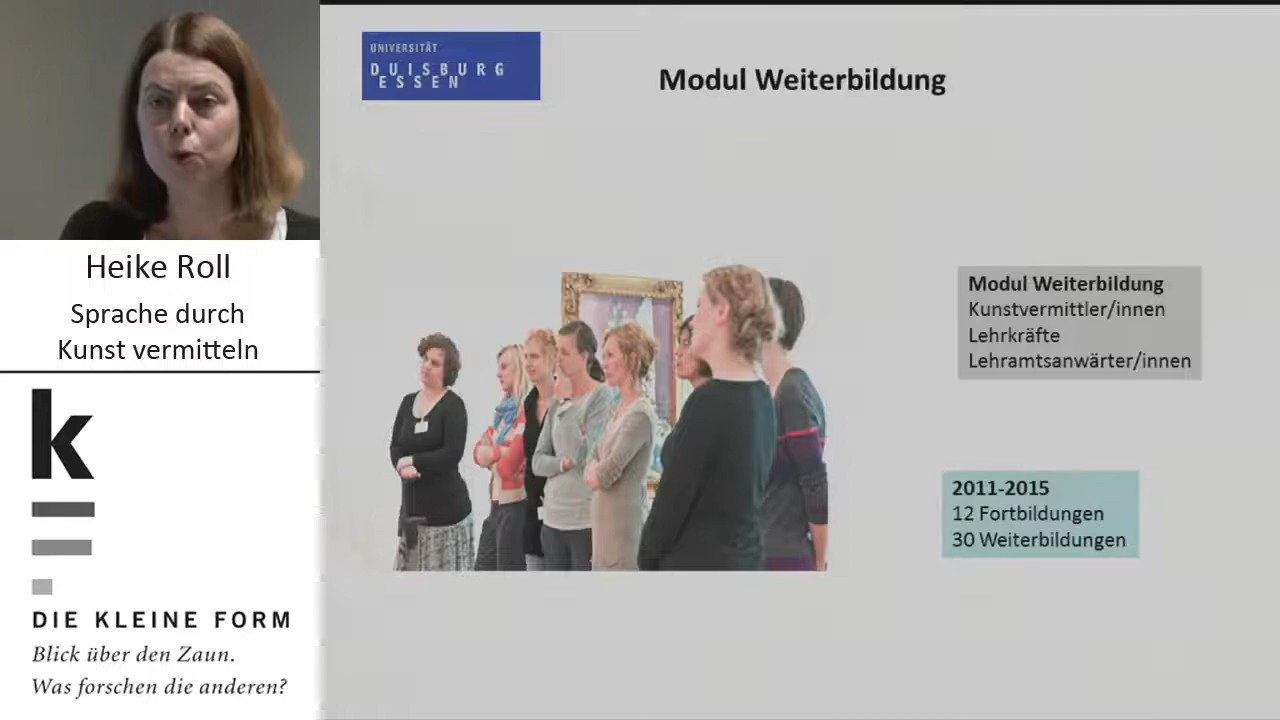 Heike Roll
Sprache durch
Kunst vermitteln
k
DIE KLEINE FORM
Blick über den Zaun.
Was forschen die anderen?
UNIVERSITÄT
DUISBURG
ESSEN
Modul Weiterbildung
Modul Weiterbildung
Kunstvermittler/innen
Lehrkräfte
Lehramtsanwärter/innen
2011-2015
12 Fortbildungen
30 Weiterbildungen